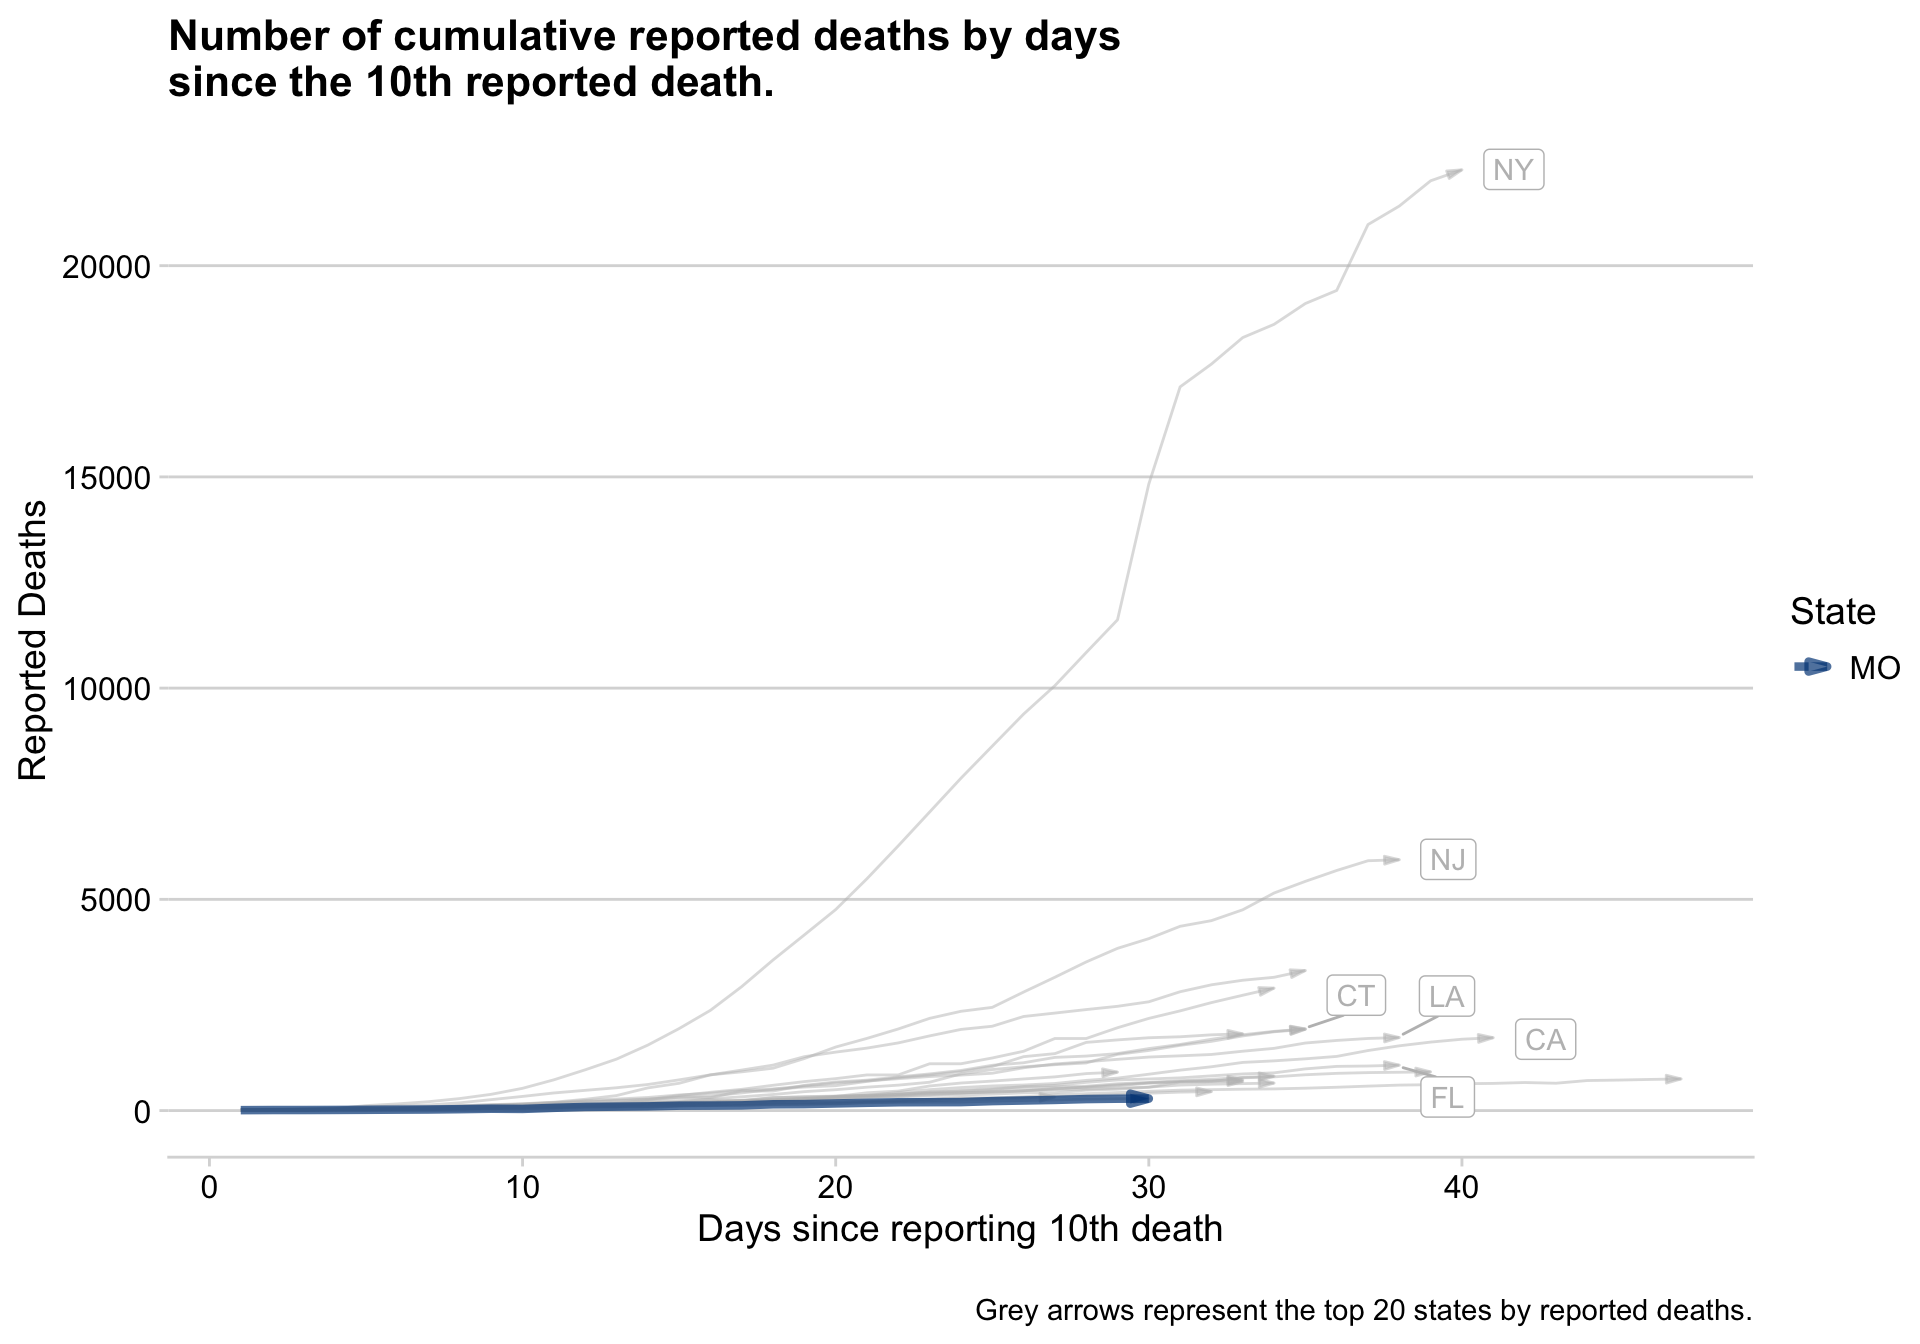 Number of cumulative reported deaths by days
since the 10th reported death.
NY
20000
15000
Reported Deaths
State
MO
10000
NJ
5000
CT
LA
CA
FL
0
0
10
20
30
40
Days since reporting 10th death
Grey arrows represent the top 20 states by reported deaths.